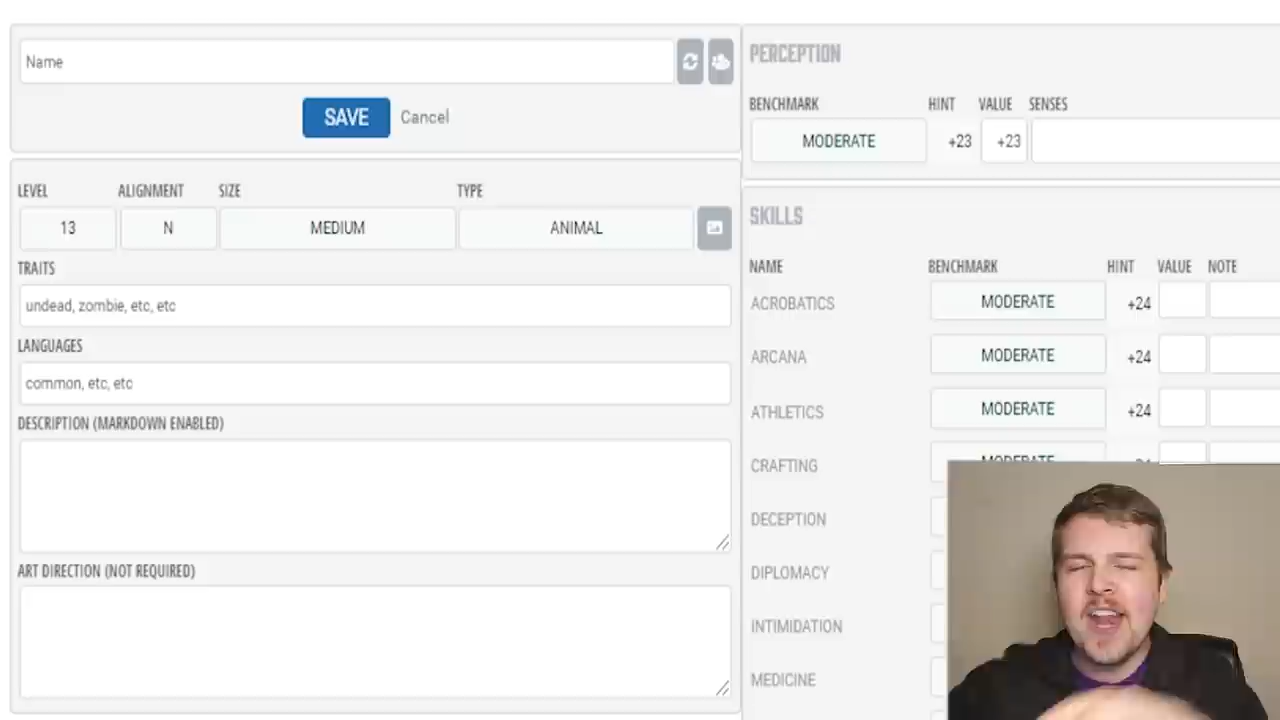 Name
SAVE Cancel
LEVEL ALIGNMENT SIZE TYPE
13 N MEDIUM ANIMAL
TRAITS
undead, zombie, etc, etc
LANGUAGES
common, etc, etc
DESCRIPTION (MARKDOWN ENABLED)
ART DIRECTION (NOT REQUIRED)
PERCEPTION
BENCHMARK HINT VALUE SENSES
MODERATE +23 +23
SKILLS
NAME BENCHMARK HINT VALUE NOTE
ACROBATICS MODERATE +24
ARCANA MODERATE +24
ATHLETICS MODERATE +24
CRAFTING MODERATE
DECEPTION
DIPLOMACY
INTIMIDATION
MEDICINE